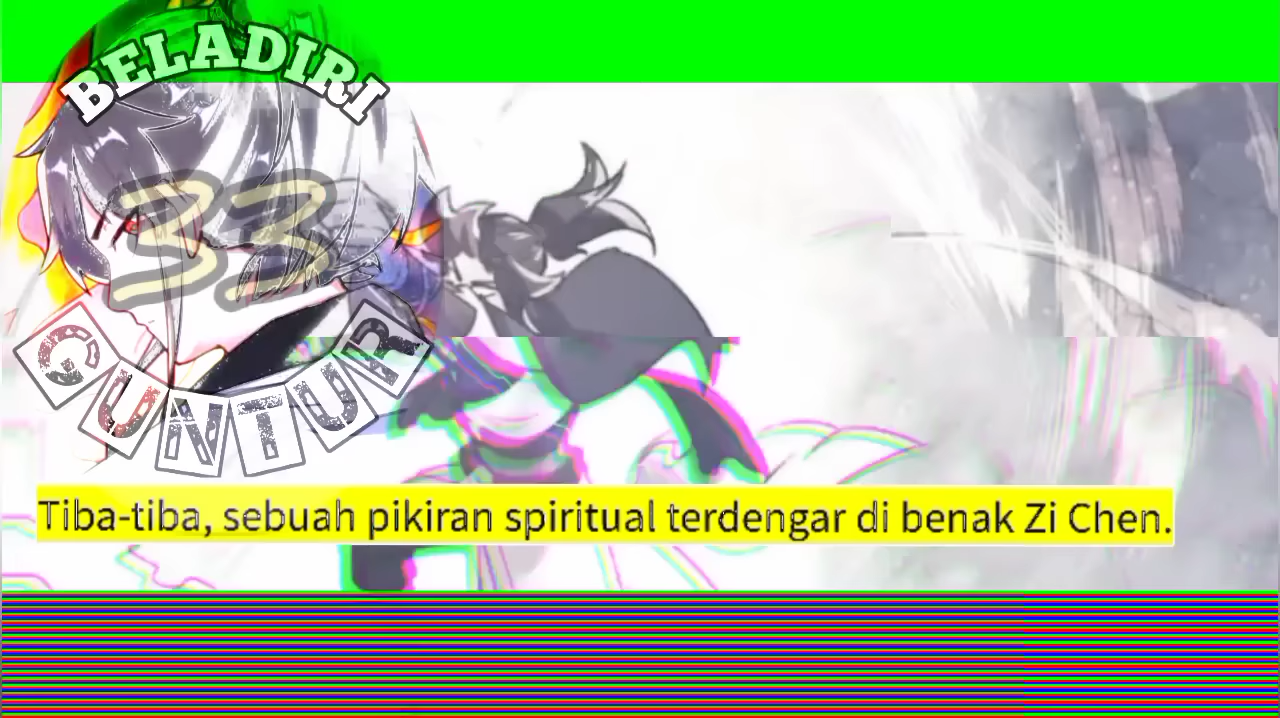 BELADIRI
33
GUNTUR
Tiba-tiba, sebuah pikiran spiritual terdengar di benak Zi Chen.